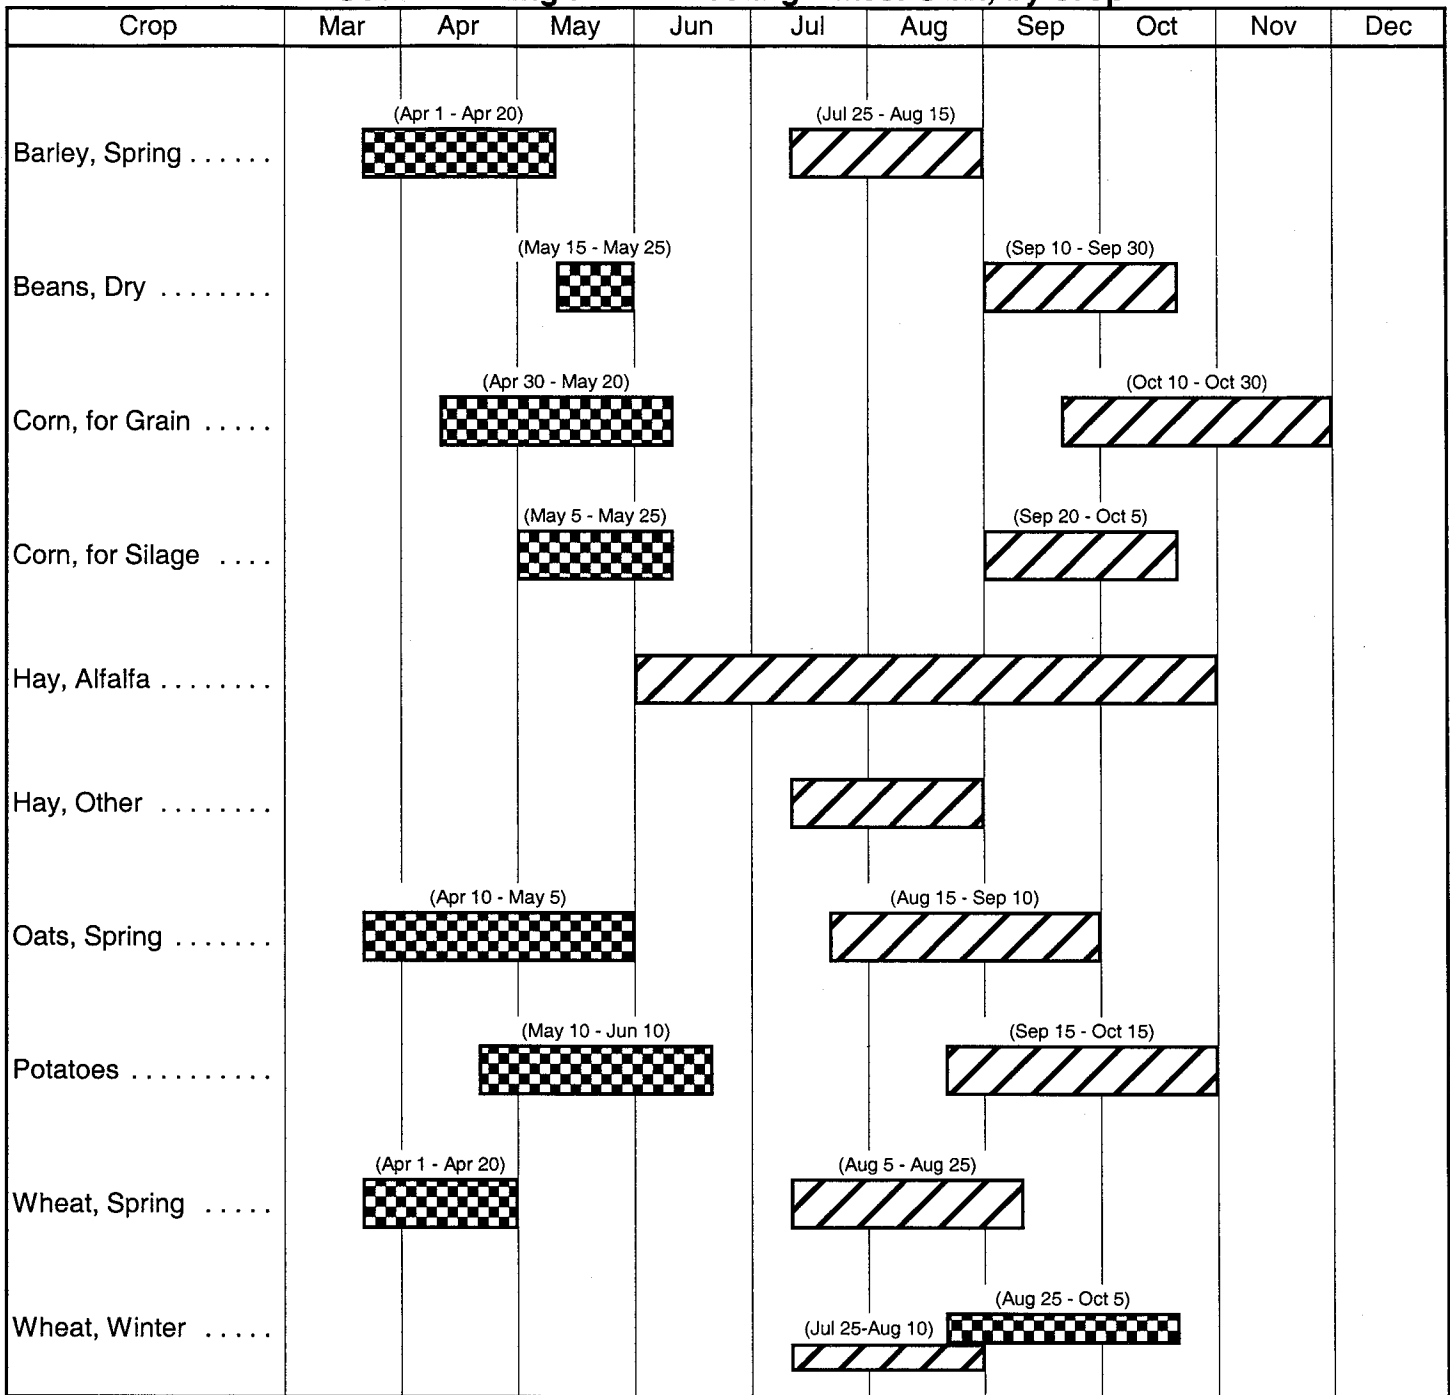 Crop Mar Apr May Jun Jul Aug Sep Oct Nov Dec
(Apr 1 - Apr 20) (Jul 25 - Aug 15)
Barley, Spring ......
(May 15 - May 25) (Sep 10 - Sep 30)
Beans, Dry ........
(Apr 30 - May 20) (Oct 10 - Oct 30)
Corn, for Grain .....
(May 5 - May 25) (Sep 20 - Oct 5)
Corn, for Silage ....
Hay, Alfalfa ........
Hay, Other ........
(Apr 10 - May 5) (Aug 15 - Sep 10)
Oats, Spring .......
(May 10 - Jun 10) (Sep 15 - Oct 15)
Potatoes ..........
(Apr 1 - Apr 20) (Aug 5 - Aug 25)
Wheat, Spring .....
(Aug 25 - Oct 5)
Wheat, Winter ..... (Jul 25-Aug 10)